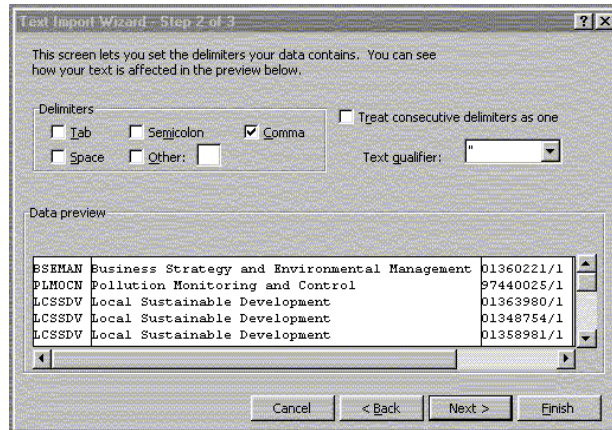 Text Import Wizard - Step 2 of 3
This screen lets you set the delimiters your data contains. You can see
how your text is affected in the preview below.
Delimiters
Tab Semicolon Comma
Space Other:
Treat consecutive delimiters as one
Text qualifier: "
Data preview
BSEMAN Business Strategy and Environmental Management 01360221/1
PLMOCN Pollution Monitoring and Control 97440025/1
LCSSDV Local Sustainable Development 01363980/1
LCSSDV Local Sustainable Development 01348754/1
LCSSDV Local Sustainable Development 01358981/1
Cancel < Back Next > Finish